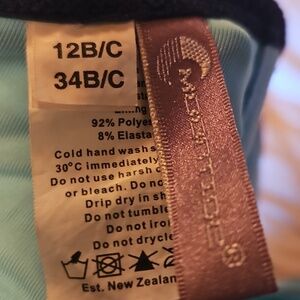 12B/C
34B/C
92% Polyes
8% Elasta
Cold hand wash
30°C immediately
Do not use harsh
or bleach. Do no
Drip dry in sh
Do not tumble
Do not iro
Do not drycle
Est. New Zealan